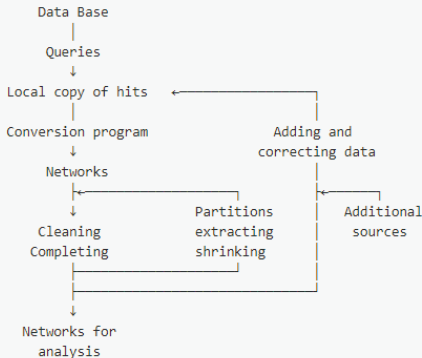 Data Base
Queries
Local copy of hits
Conversion program
Adding and
correcting data
Networks
Cleaning
Completing
Partitions
extracting
shrinking
Additional
sources
Networks for
analysis